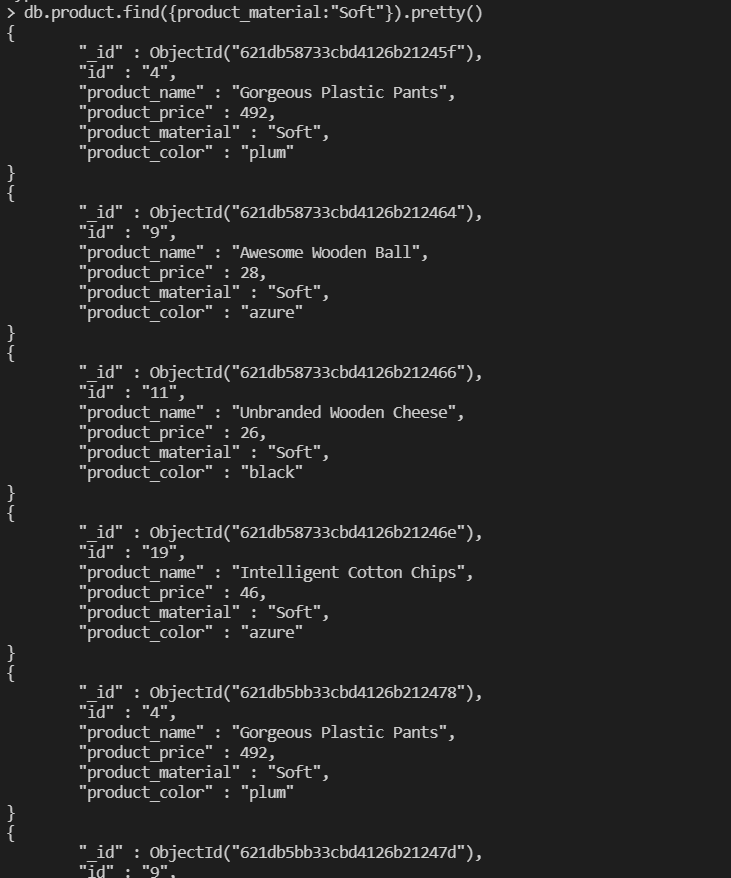 > db.product.find({product_material:"Soft"}).pretty()
{
        "_id" : ObjectId("621db58733cbd4126b21245f"),
        "id" : "4",
        "product_name" : "Gorgeous Plastic Pants",
        "product_price" : 492,
        "product_material" : "Soft",
        "product_color" : "plum"
}
{
        "_id" : ObjectId("621db58733cbd4126b212464"),
        "id" : "9",
        "product_name" : "Awesome Wooden Ball",
        "product_price" : 28,
        "product_material" : "Soft",
        "product_color" : "azure"
}
{
        "_id" : ObjectId("621db58733cbd4126b212466"),
        "id" : "11",
        "product_name" : "Unbranded Wooden Cheese",
        "product_price" : 26,
        "product_material" : "Soft",
        "product_color" : "black"
}
{
        "_id" : ObjectId("621db58733cbd4126b21246e"),
        "id" : "19",
        "product_name" : "Intelligent Cotton Chips",
        "product_price" : 46,
        "product_material" : "Soft",
        "product_color" : "azure"
}
{
        "_id" : ObjectId("621db5bb33cbd4126b212478"),
        "id" : "4",
        "product_name" : "Gorgeous Plastic Pants",
        "product_price" : 492,
        "product_material" : "Soft",
        "product_color" : "plum"
}
{
        "_id" : ObjectId("621db5bb33cbd4126b21247d"),
        "id" : "9",